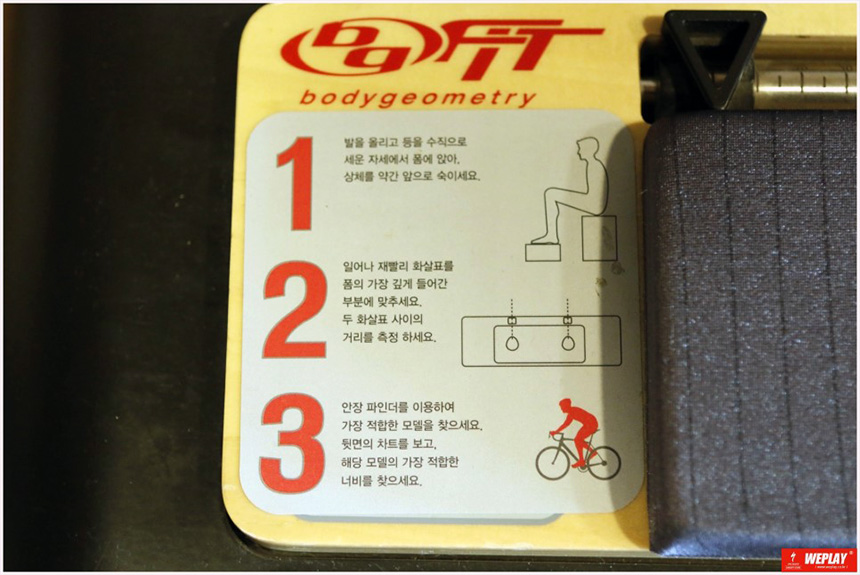 bgFIT
bodygeometry
1
발을 올리고 등을 수직으로
세운 자세에서 폼에 앉아,
상체를 약간 앞으로 숙이세요.
2
일어나 재빨리 화살표를
폼의 가장 깊게 들어간
부분에 맞추세요.
두 화살표 사이의
거리를 측정 하세요.
3
안장 파인더를 이용하여
가장 적합한 모델을 찾으세요.
뒷면의 차트를 보고,
해당 모델의 가장 적합한
너비를 찾으세요.
WEPLAY